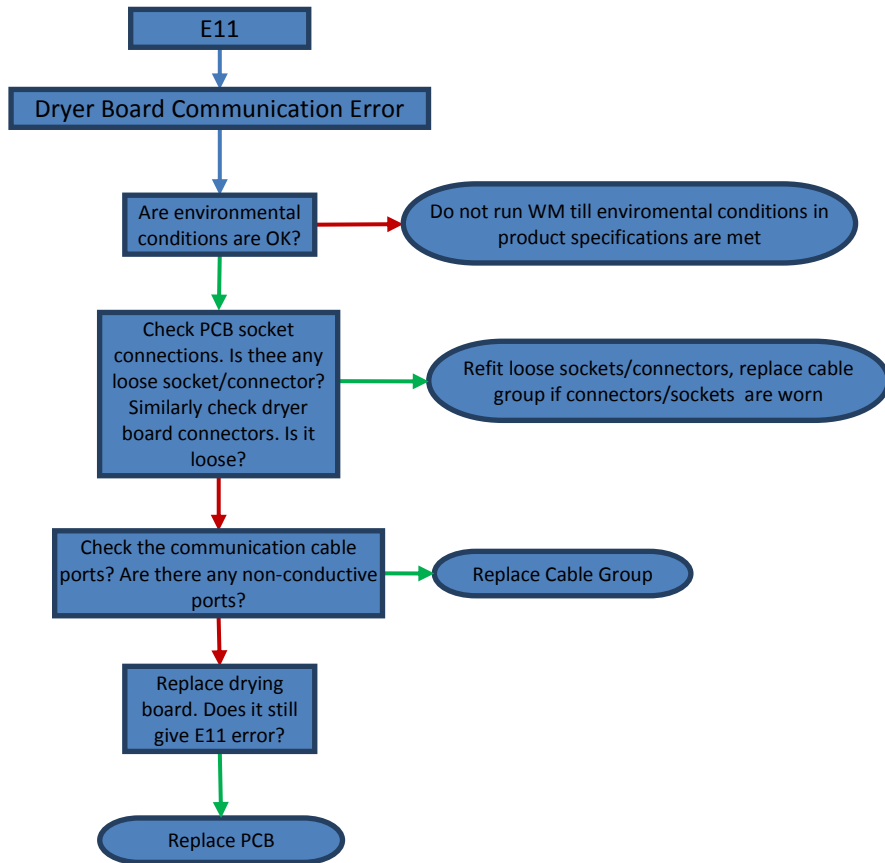 E11
Dryer Board Communication Error
Are environmental
conditions are OK?
Do not run WM till enviromental conditions in
product specifications are met
Check PCB socket
connections. Is thee any
loose socket/connector?
Similarly check dryer
board connectors. Is it
loose?
Refit loose sockets/connectors, replace cable
group if connectors/sockets are worn
Check the communication cable
ports? Are there any non-conductive
ports?
Replace Cable Group
Replace drying
board. Does it still
give E11 error?
Replace PCB